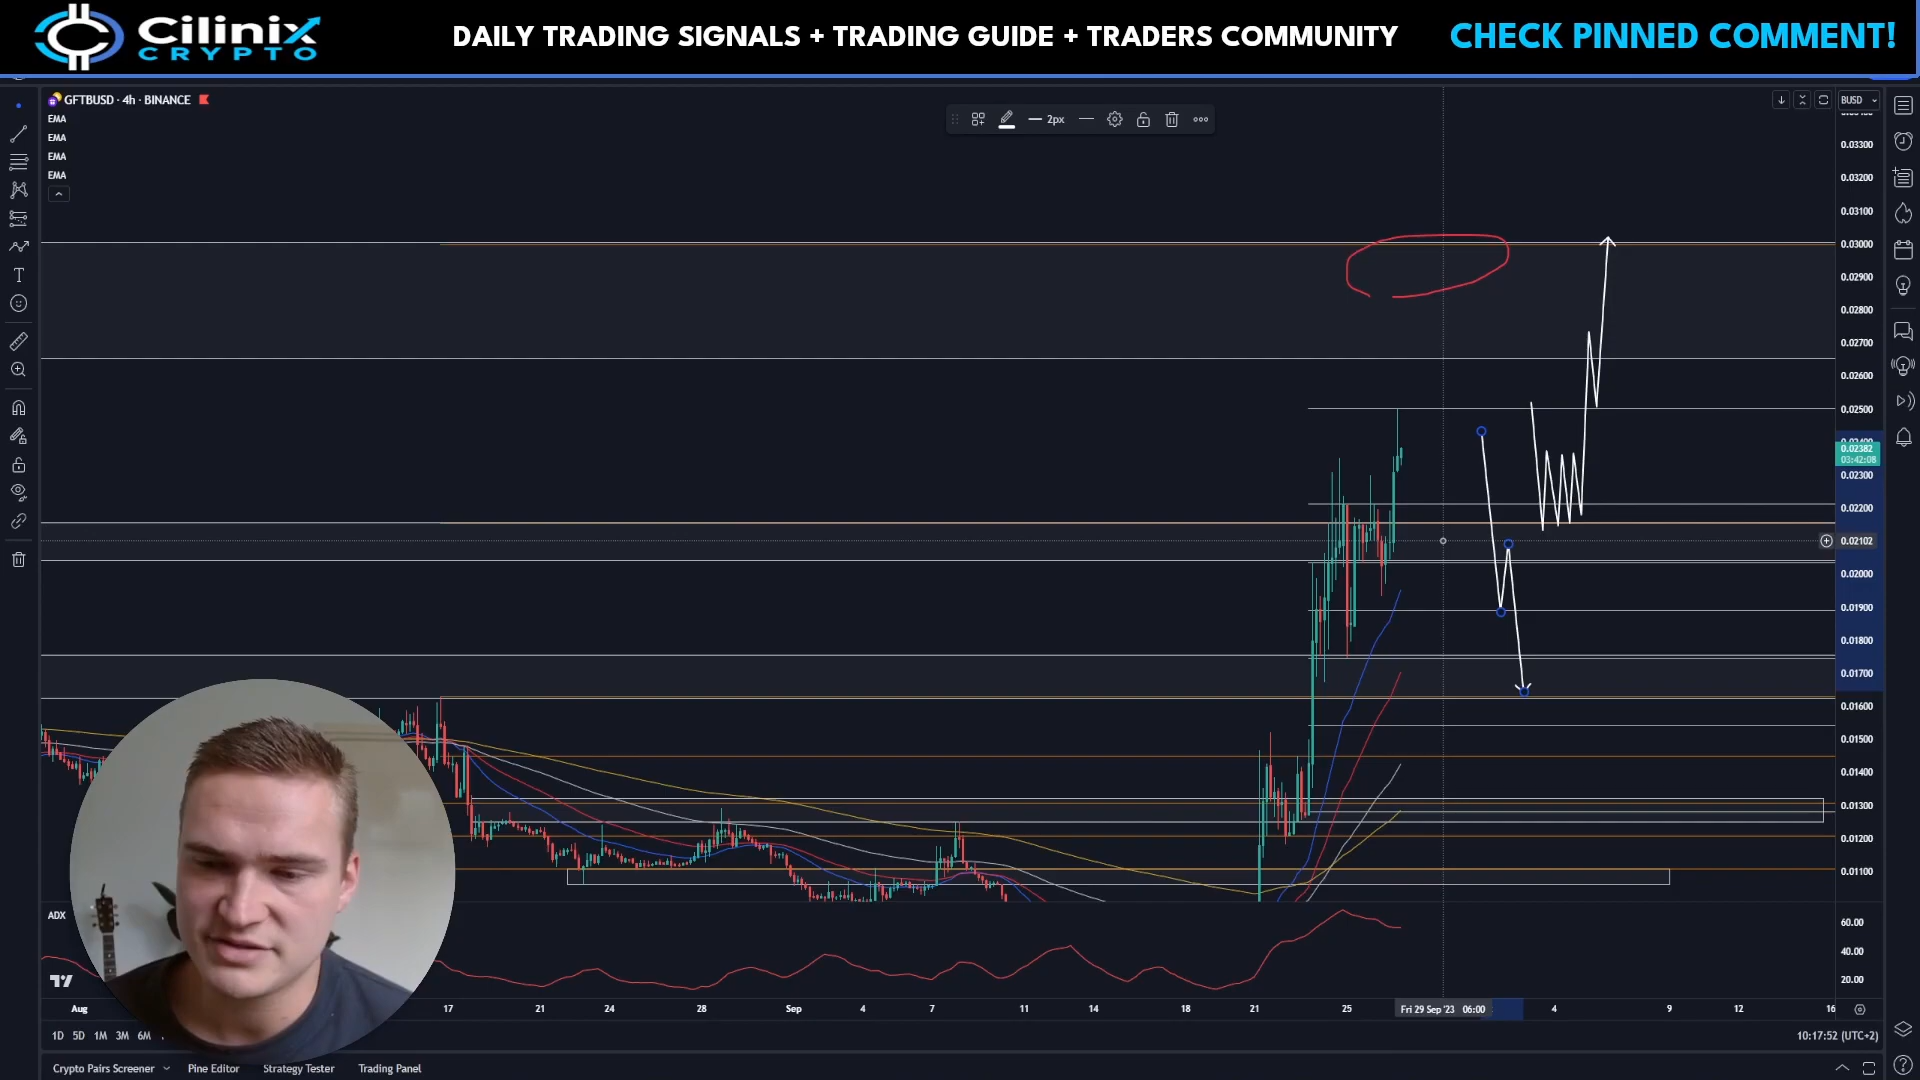 Cilinix
CRYPTO
DAILY TRADING SIGNALS + TRADING GUIDE + TRADERS COMMUNITY
CHECK PINNED COMMENT!
GFTBUSD · 4h · BINANCE
BUSD
EMA
EMA
EMA
EMA
2px
0.03300
0.03200
0.03100
0.03000
0.02900
0.02800
0.02700
0.02600
0.02500
0.02382
03:42:08
0.02300
0.02200
0.02102
0.02000
0.01900
0.01800
0.01700
0.01600
0.01500
0.01400
0.01300
0.01200
0.01100
ADX
60.00
40.00
20.00
Aug
17
21
24
28
Sep
4
7
11
14
18
21
25
Fri 29 Sep '23 06:00
4
9
12
16
1D 5D 1M 3M 6M
10:17:52 (UTC+2)
Crypto Pairs Screener
Pine Editor
Strategy Tester
Trading Panel